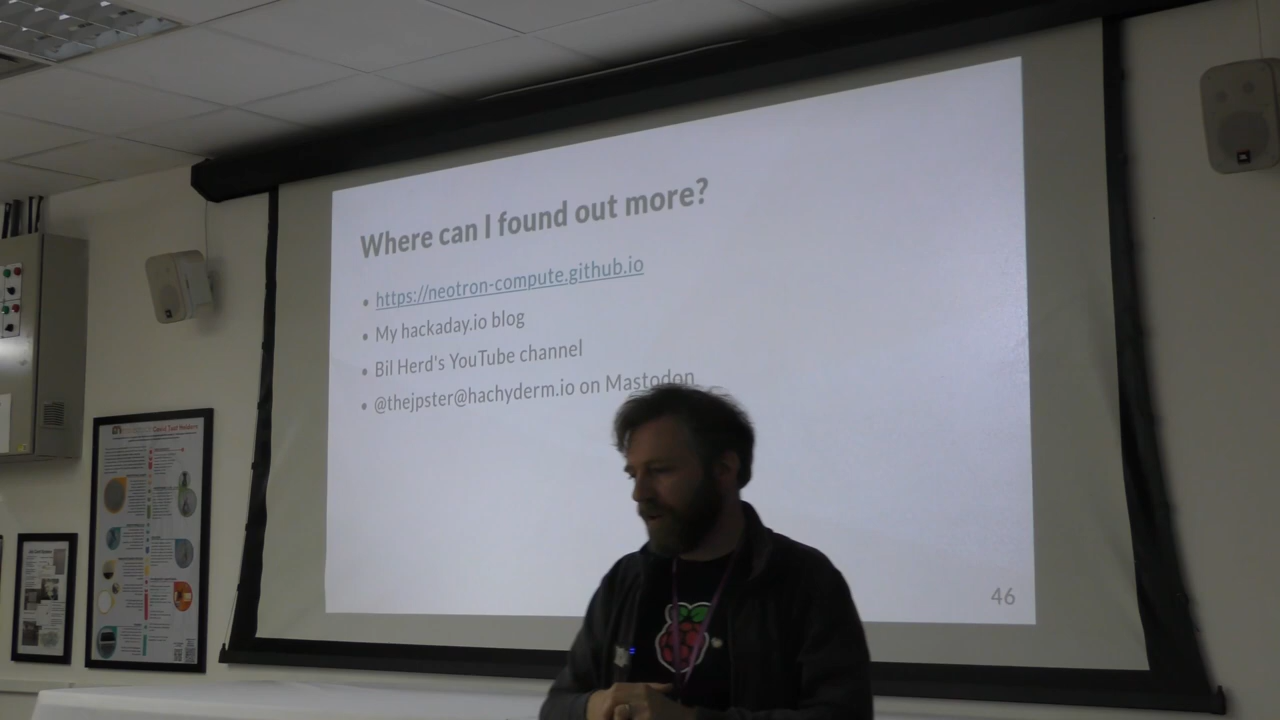 Where can I found out more?
https://neotron-compute.github.io
My hackaday.io blog
Bil Herd's YouTube channel
@thejpster@hachyderm.io on Mastodon
46